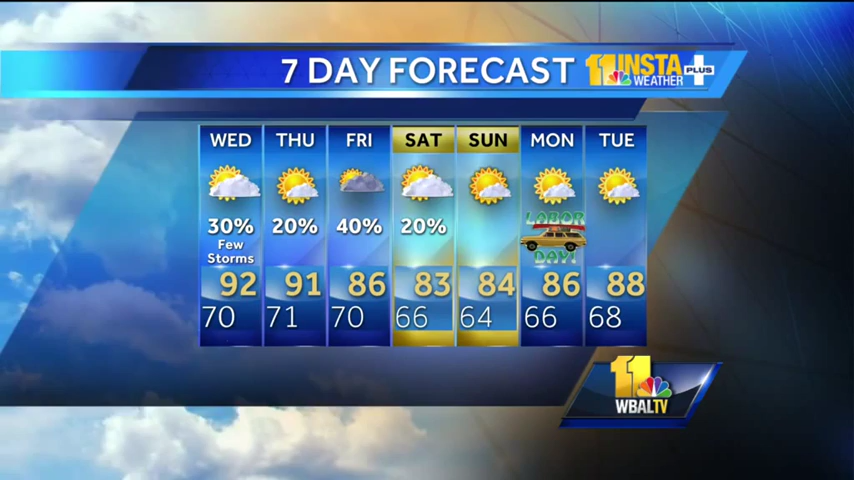 7 DAY FORECAST 11 INSTA WEATHER PLUS
WED THU FRI SAT SUN MON TUE
30% 20% 40% 20%
Few
Storms
LABOR
DAY!
92 91 86 83 84 86 88
70 71 70 66 64 66 68
11
WBALTV